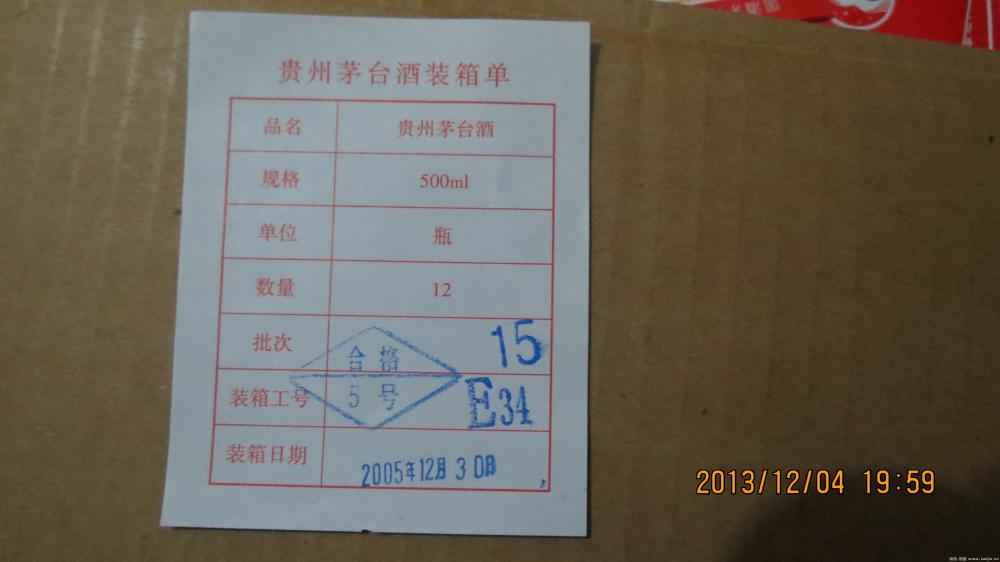 贵州茅台酒装箱单
品名 贵州茅台酒
规格 500ml
单位 瓶
数量 12
批次 15
合格
装箱工号 5号 E34
装箱日期 2005年12月30日
2013/12/04 19:59